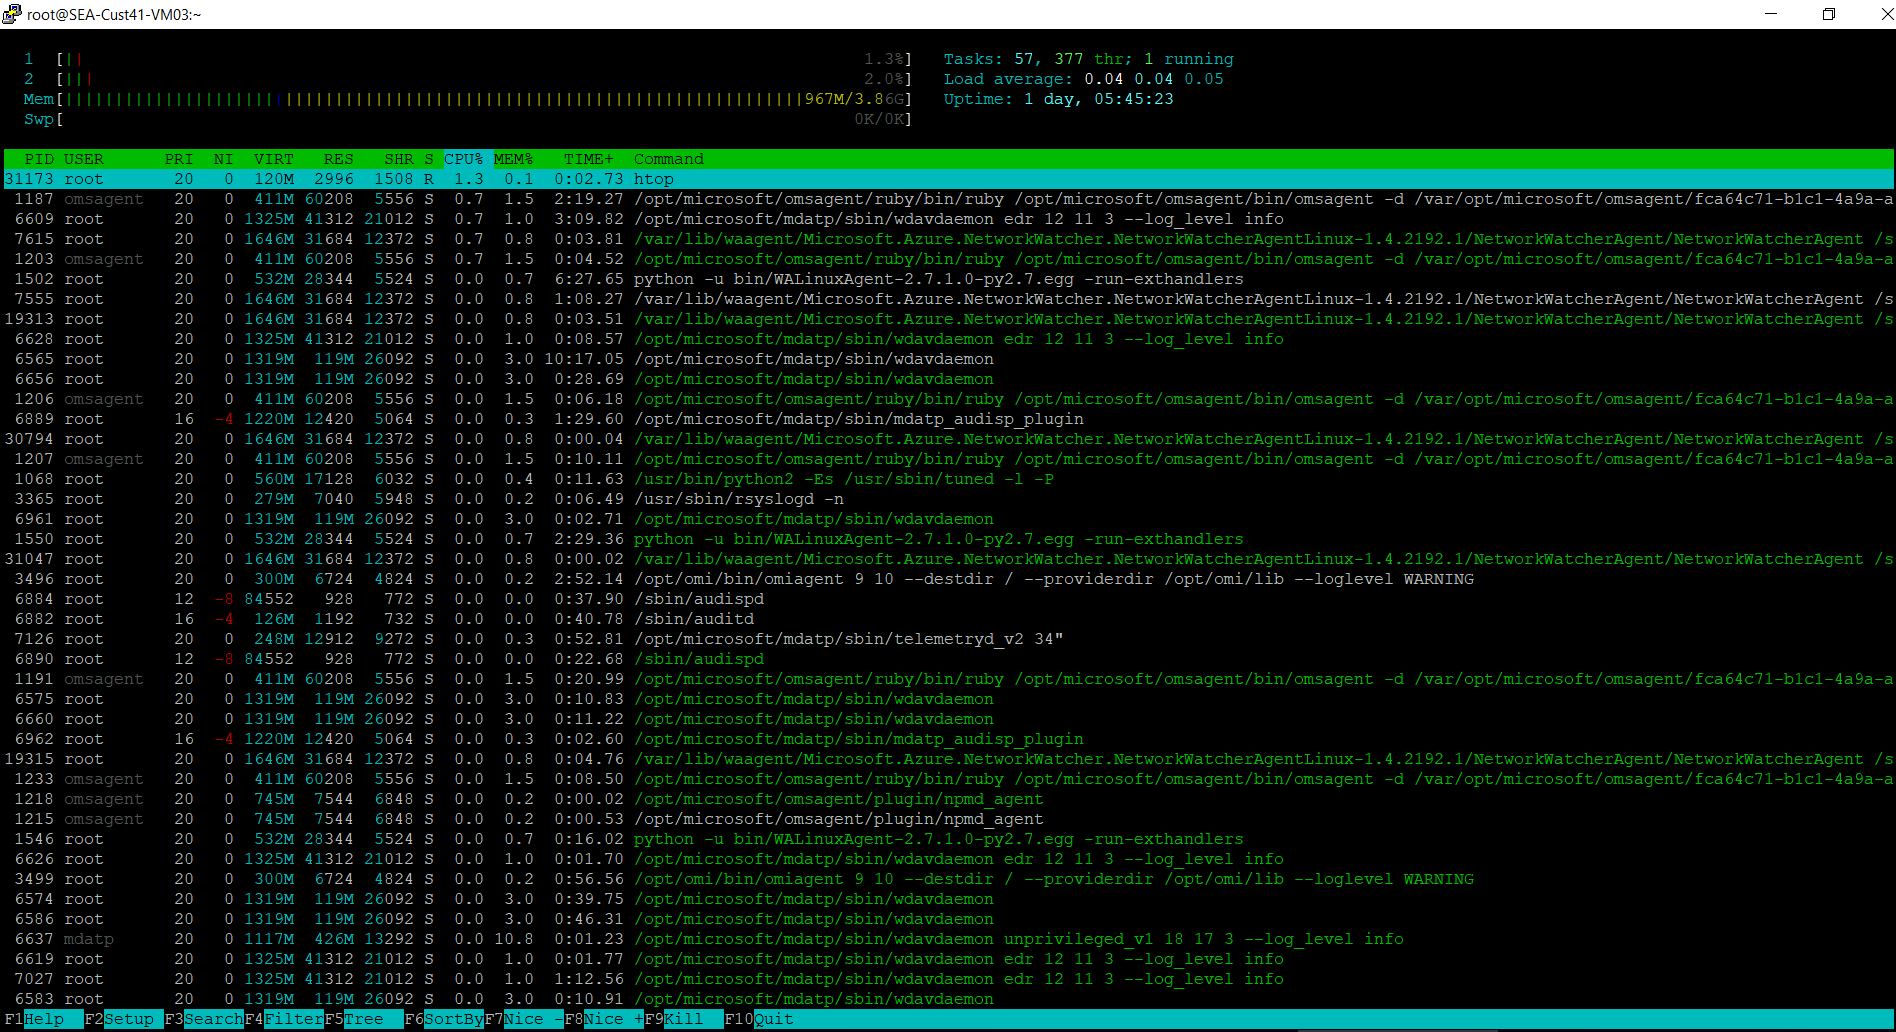 root@SEA-Cust41-VM03:~
1 [|| 1.3%] Tasks: 57, 377 thr; 1 running
2 [||| 2.0%] Load average: 0.04 0.04 0.05
Mem[||||||||||||||||||||||||||||||||||||||||||||||||||||||||||||||||||||||||||967M/3.86G] Uptime: 1 day, 05:45:23
Swp[ 0K/0K]
PID USER PRI NI VIRT RES SHR S CPU% MEM% TIME+ Command
31173 root 20 0 120M 2996 1508 R 1.3 0.1 0:02.73 htop
1187 omsagent 20 0 411M 60208 5556 S 0.7 1.5 2:19.27 /opt/microsoft/omsagent/ruby/bin/ruby /opt/microsoft/omsagent/bin/omsagent -d /var/opt/microsoft/omsagent/fca64c71-b1c1-4a9a-a
6609 root 20 0 1325M 41312 21012 S 0.7 1.0 3:09.82 /opt/microsoft/mdatp/sbin/wdavdaemon edr 12 11 3 --log_level info
7615 root 20 0 1646M 31684 12372 S 0.7 0.8 0:03.81 /var/lib/waagent/Microsoft.Azure.NetworkWatcher.NetworkWatcherAgentLinux-1.4.2192.1/NetworkWatcherAgent/NetworkWatcherAgent /s
1203 omsagent 20 0 411M 60208 5556 S 0.7 1.5 0:04.52 /opt/microsoft/omsagent/ruby/bin/ruby /opt/microsoft/omsagent/bin/omsagent -d /var/opt/microsoft/omsagent/fca64c71-b1c1-4a9a-a
1502 root 20 0 532M 28344 5524 S 0.0 0.7 6:27.65 python -u bin/WALinuxAgent-2.7.1.0-py2.7.egg -run-exthandlers
7555 root 20 0 1646M 31684 12372 S 0.0 0.8 1:08.27 /var/lib/waagent/Microsoft.Azure.NetworkWatcher.NetworkWatcherAgentLinux-1.4.2192.1/NetworkWatcherAgent/NetworkWatcherAgent /s
19313 root 20 0 1646M 31684 12372 S 0.0 0.8 0:03.51 /var/lib/waagent/Microsoft.Azure.NetworkWatcher.NetworkWatcherAgentLinux-1.4.2192.1/NetworkWatcherAgent/NetworkWatcherAgent /s
6628 root 20 0 1325M 41312 21012 S 0.0 1.0 0:08.57 /opt/microsoft/mdatp/sbin/wdavdaemon edr 12 11 3 --log_level info
6565 root 20 0 1319M 119M 26092 S 0.0 3.0 10:17.05 /opt/microsoft/mdatp/sbin/wdavdaemon
6656 root 20 0 1319M 119M 26092 S 0.0 3.0 0:28.69 /opt/microsoft/mdatp/sbin/wdavdaemon
1206 omsagent 20 0 411M 60208 5556 S 0.0 1.5 0:06.18 /opt/microsoft/omsagent/ruby/bin/ruby /opt/microsoft/omsagent/bin/omsagent -d /var/opt/microsoft/omsagent/fca64c71-b1c1-4a9a-a
6889 root 16 -4 1220M 12420 5064 S 0.0 0.3 1:29.60 /opt/microsoft/mdatp/sbin/mdatp_audisp_plugin
30794 root 20 0 1646M 31684 12372 S 0.0 0.8 0:00.04 /var/lib/waagent/Microsoft.Azure.NetworkWatcher.NetworkWatcherAgentLinux-1.4.2192.1/NetworkWatcherAgent/NetworkWatcherAgent /s
1207 omsagent 20 0 411M 60208 5556 S 0.0 1.5 0:10.11 /opt/microsoft/omsagent/ruby/bin/ruby /opt/microsoft/omsagent/bin/omsagent -d /var/opt/microsoft/omsagent/fca64c71-b1c1-4a9a-a
1068 root 20 0 560M 17128 6032 S 0.0 0.4 0:11.63 /usr/bin/python2 -Es /usr/sbin/tuned -l -P
3365 root 20 0 279M 7040 5948 S 0.0 0.2 0:06.49 /usr/sbin/rsyslogd -n
6961 root 20 0 1319M 119M 26092 S 0.0 3.0 0:02.71 /opt/microsoft/mdatp/sbin/wdavdaemon
1550 root 20 0 532M 28344 5524 S 0.0 0.7 2:29.36 python -u bin/WALinuxAgent-2.7.1.0-py2.7.egg -run-exthandlers
31047 root 20 0 1646M 31684 12372 S 0.0 0.8 0:00.02 /var/lib/waagent/Microsoft.Azure.NetworkWatcher.NetworkWatcherAgentLinux-1.4.2192.1/NetworkWatcherAgent/NetworkWatcherAgent /s
3496 root 20 0 300M 6724 4824 S 0.0 0.2 2:52.14 /opt/omi/bin/omiagent 9 10 --destdir / --providerdir /opt/omi/lib --loglevel WARNING
6884 root 12 -8 84552 928 772 S 0.0 0.0 0:37.90 /sbin/audispd
6882 root 16 -4 126M 1192 732 S 0.0 0.0 0:40.78 /sbin/auditd
7126 root 20 0 248M 12912 9272 S 0.0 0.3 0:52.81 /opt/microsoft/mdatp/sbin/telemetryd_v2 34"
6890 root 12 -8 84552 928 772 S 0.0 0.0 0:22.68 /sbin/audispd
1191 omsagent 20 0 411M 60208 5556 S 0.0 1.5 0:20.99 /opt/microsoft/omsagent/ruby/bin/ruby /opt/microsoft/omsagent/bin/omsagent -d /var/opt/microsoft/omsagent/fca64c71-b1c1-4a9a-a
6575 root 20 0 1319M 119M 26092 S 0.0 3.0 0:10.83 /opt/microsoft/mdatp/sbin/wdavdaemon
6660 root 20 0 1319M 119M 26092 S 0.0 3.0 0:11.22 /opt/microsoft/mdatp/sbin/wdavdaemon
6962 root 16 -4 1220M 12420 5064 S 0.0 0.3 0:02.60 /opt/microsoft/mdatp/sbin/mdatp_audisp_plugin
19315 root 20 0 1646M 31684 12372 S 0.0 0.8 0:04.76 /var/lib/waagent/Microsoft.Azure.NetworkWatcher.NetworkWatcherAgentLinux-1.4.2192.1/NetworkWatcherAgent/NetworkWatcherAgent /s
1233 omsagent 20 0 411M 60208 5556 S 0.0 1.5 0:08.50 /opt/microsoft/omsagent/ruby/bin/ruby /opt/microsoft/omsagent/bin/omsagent -d /var/opt/microsoft/omsagent/fca64c71-b1c1-4a9a-a
1218 omsagent 20 0 745M 7544 6848 S 0.0 0.2 0:00.02 /opt/microsoft/omsagent/plugin/npmd_agent
1215 omsagent 20 0 745M 7544 6848 S 0.0 0.2 0:00.53 /opt/microsoft/omsagent/plugin/npmd_agent
1546 root 20 0 532M 28344 5524 S 0.0 0.7 0:16.02 python -u bin/WALinuxAgent-2.7.1.0-py2.7.egg -run-exthandlers
6626 root 20 0 1325M 41312 21012 S 0.0 1.0 0:01.70 /opt/microsoft/mdatp/sbin/wdavdaemon edr 12 11 3 --log_level info
3499 root 20 0 300M 6724 4824 S 0.0 0.2 0:56.56 /opt/omi/bin/omiagent 9 10 --destdir / --providerdir /opt/omi/lib --loglevel WARNING
6574 root 20 0 1319M 119M 26092 S 0.0 3.0 0:39.75 /opt/microsoft/mdatp/sbin/wdavdaemon
6586 root 20 0 1319M 119M 26092 S 0.0 3.0 0:46.31 /opt/microsoft/mdatp/sbin/wdavdaemon
6637 mdatp 20 0 1117M 426M 13292 S 0.0 10.8 0:01.23 /opt/microsoft/mdatp/sbin/wdavdaemon unprivileged_v1 18 17 3 --log_level info
6619 root 20 0 1325M 41312 21012 S 0.0 1.0 0:01.77 /opt/microsoft/mdatp/sbin/wdavdaemon edr 12 11 3 --log_level info
7027 root 20 0 1325M 41312 21012 S 0.0 1.0 1:12.56 /opt/microsoft/mdatp/sbin/wdavdaemon edr 12 11 3 --log_level info
6583 root 20 0 1319M 119M 26092 S 0.0 3.0 0:10.91 /opt/microsoft/mdatp/sbin/wdavdaemon
F1Help F2Setup F3SearchF4FilterF5Tree F6SortByF7Nice -F8Nice +F9Kill F10Quit